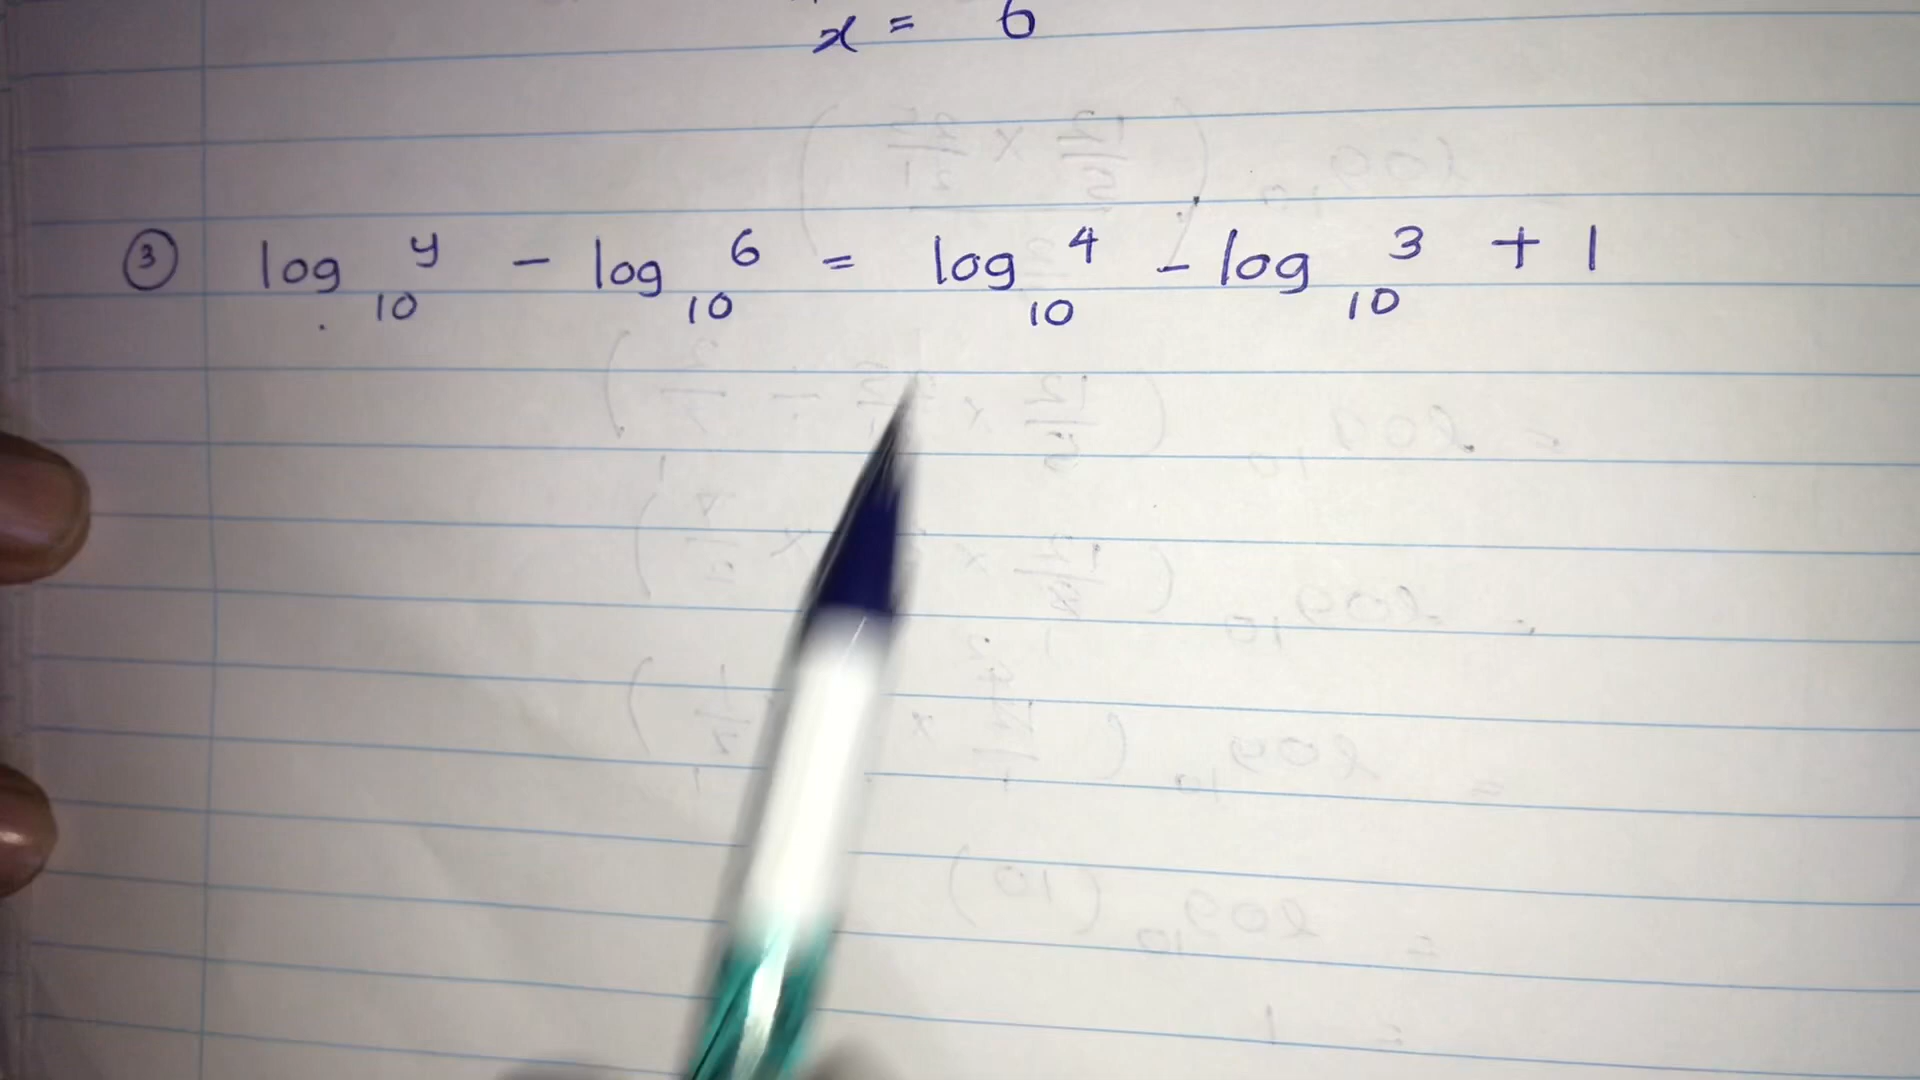 x = 6
③ log₁₀ y - log₁₀ 6 = log₁₀ 4 - log₁₀ 3 + 1